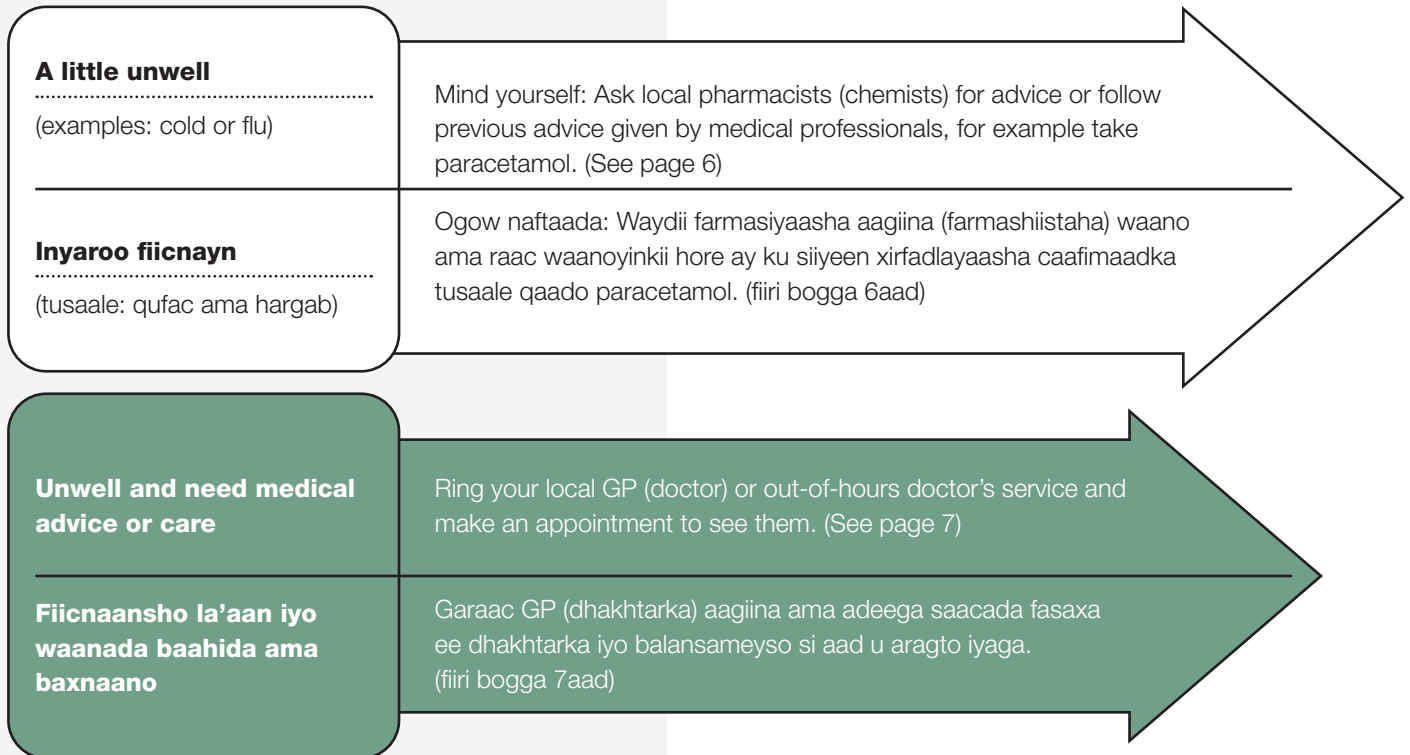 A little unwell
(examples: cold or flu)
Mind yourself: Ask local pharmacists (chemists) for advice or follow
previous advice given by medical professionals, for example take
paracetamol. (See page 6)
Inyaroo fiicnayn
(tusaale: qufac ama hargab)
Ogow naftaada: Waydii farmasiyaasha aagiina (farmashiistaha) waano
ama raac waanoyinkii hore ay ku siiyeen xirfadlayaasha caafimaadka
tusaale qaado paracetamol. (fiiri bogga 6aad)
Unwell and need medical
advice or care
Ring your local GP (doctor) or out-of-hours doctor’s service and
make an appointment to see them. (See page 7)
Fiicnaansho la’aan iyo
waanada baahida ama
baxnaano
Garaac GP (dhakhtarka) aagiina ama adeega saacada fasaxa
ee dhakhtarka iyo balansameyso si aad u aragto iyaga.
(fiiri bogga 7aad)